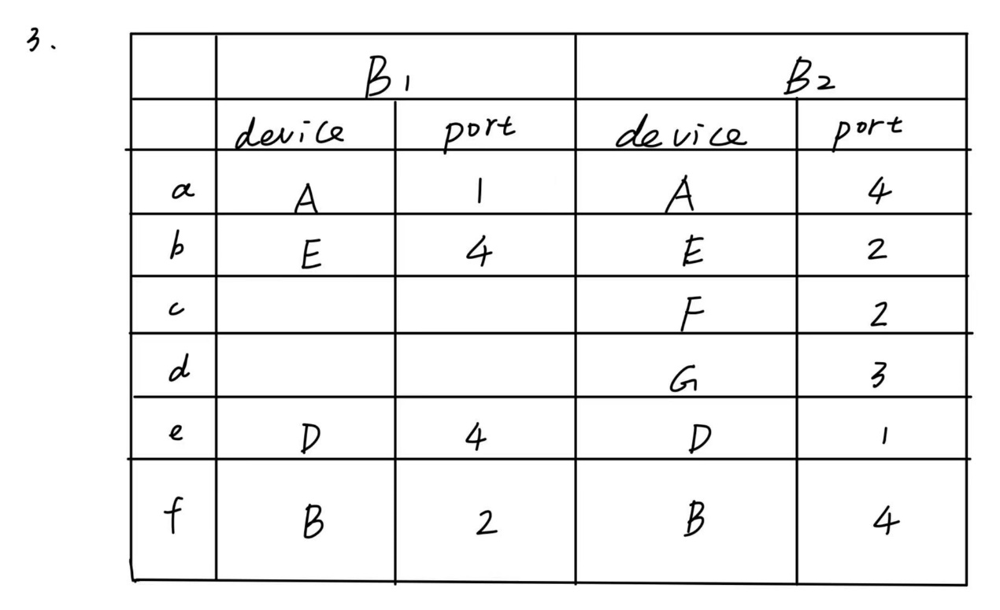 3.
B1 B2
device port device port
a A 1 A 4
b E 4 E 2
c F 2
d G 3
e D 4 D 1
f B 2 B 4